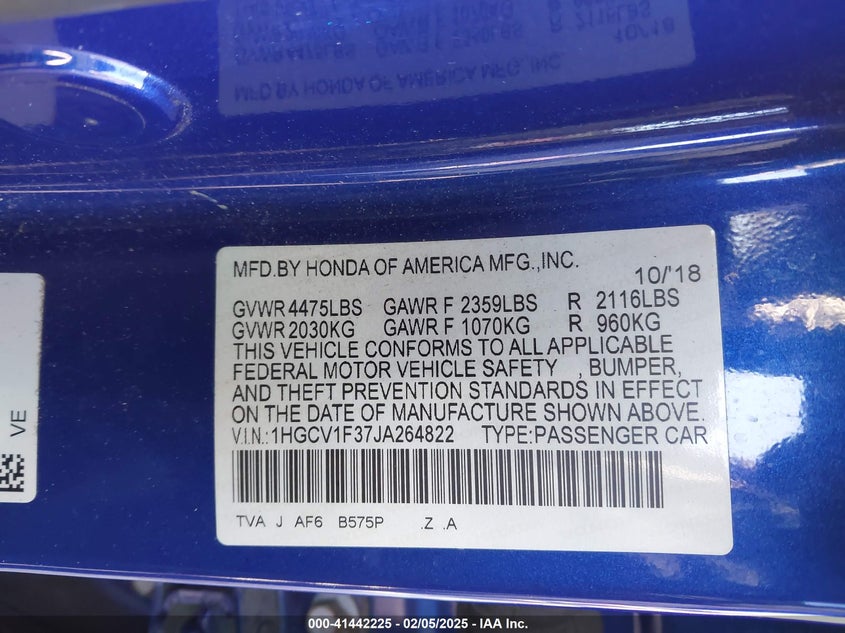 MFD.BY HONDA OF AMERICA MFG.,INC.
10/'18
GVWR 4475LBS GAWR F 2359LBS R 2116LBS
GVWR 2030KG GAWR F 1070KG R 960KG
THIS VEHICLE CONFORMS TO ALL APPLICABLE
FEDERAL MOTOR VEHICLE SAFETY , BUMPER,
AND THEFT PREVENTION STANDARDS IN EFFECT
ON THE DATE OF MANUFACTURE SHOWN ABOVE.
V.I.N.:1HGCV1F37JA264822 TYPE:PASSENGER CAR
TVA J AF6 B575P .Z .A
VE
000-41442225 - 02/05/2025 - IAA Inc.